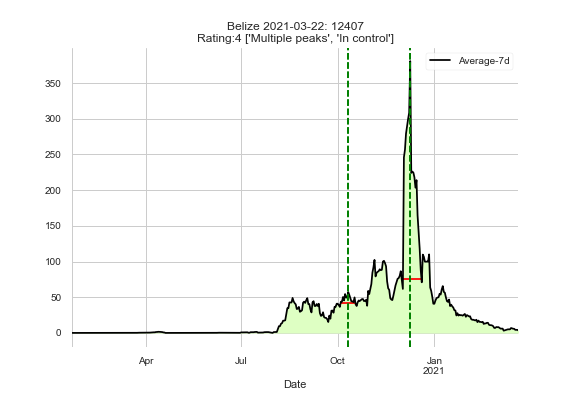 Belize 2021-03-22: 12407
Rating:4 ['Multiple peaks', 'In control']
Average-7d
350
300
250
200
150
100
50
0
Apr
Jul
Oct
Jan
2021
Date